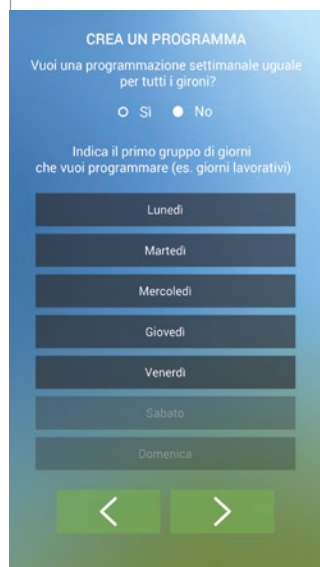 CREA UN PROGRAMMA
Vuoi una programmazione settimanale uguale
per tutti i gironi?
Sì No
Indica il primo gruppo di giorni
che vuoi programmare (es. giorni lavorativi)
Lunedì
Martedì
Mercoledì
Giovedì
Venerdì
Sabato
Domenica